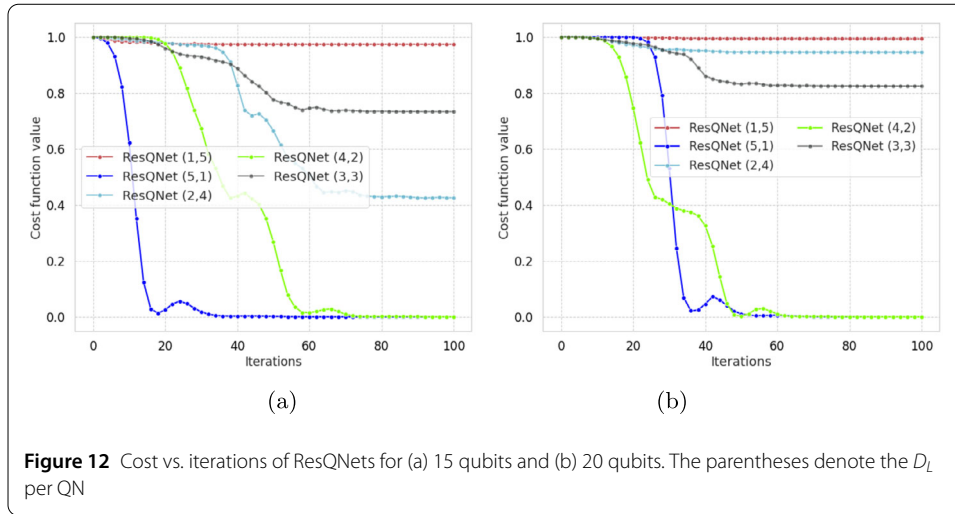 1.0
0.8
0.6
0.4
0.2
0.0
Cost function value
ResQNet (1,5)
ResQNet (5,1)
ResQNet (2,4)
ResQNet (4,2)
ResQNet (3,3)
0 20 40 60 80 100
Iterations
(a)
1.0
0.8
0.6
0.4
0.2
0.0
Cost function value
ResQNet (1,5)
ResQNet (5,1)
ResQNet (2,4)
ResQNet (4,2)
ResQNet (3,3)
0 20 40 60 80 100
Iterations
(b)
Figure 12 Cost vs. iterations of ResQNets for (a) 15 qubits and (b) 20 qubits. The parentheses denote the D_L
per QN